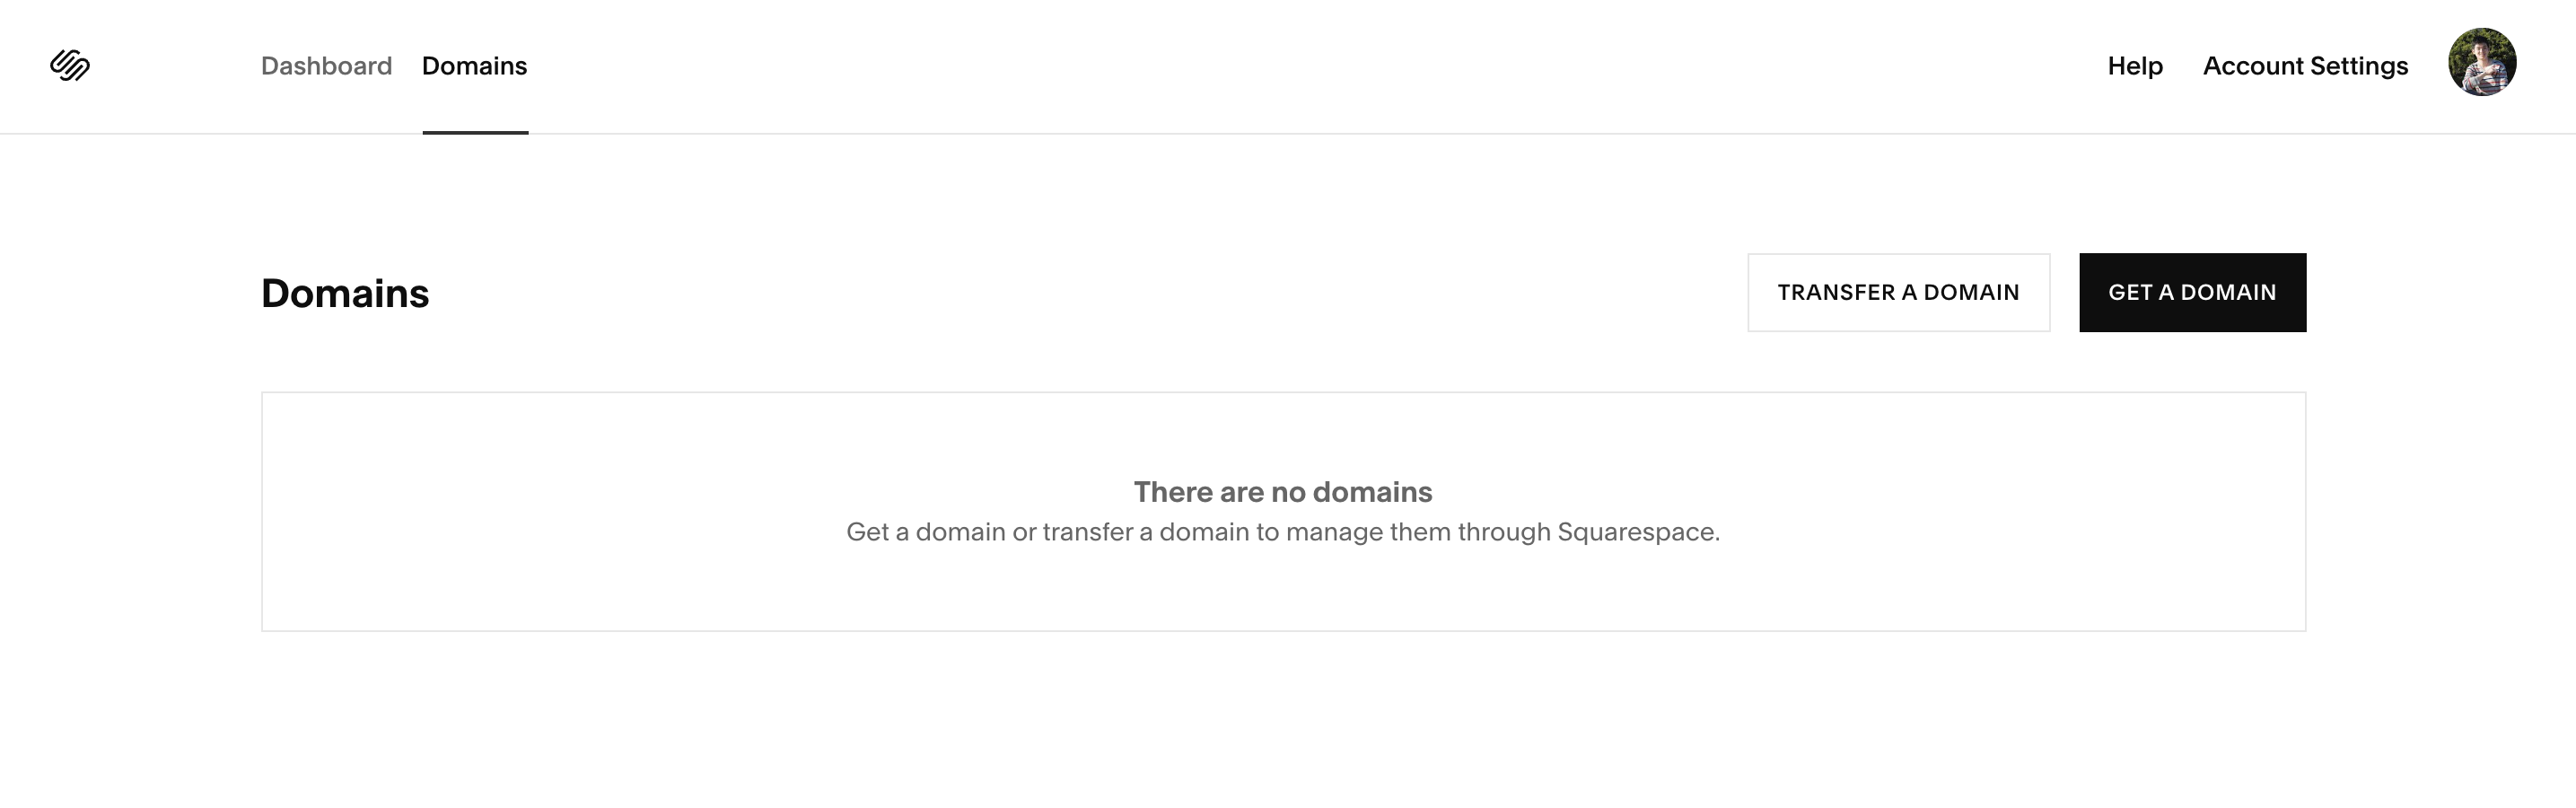 Dashboard Domains Help Account Settings
Domains TRANSFER A DOMAIN GET A DOMAIN
There are no domains
Get a domain or transfer a domain to manage them through Squarespace.